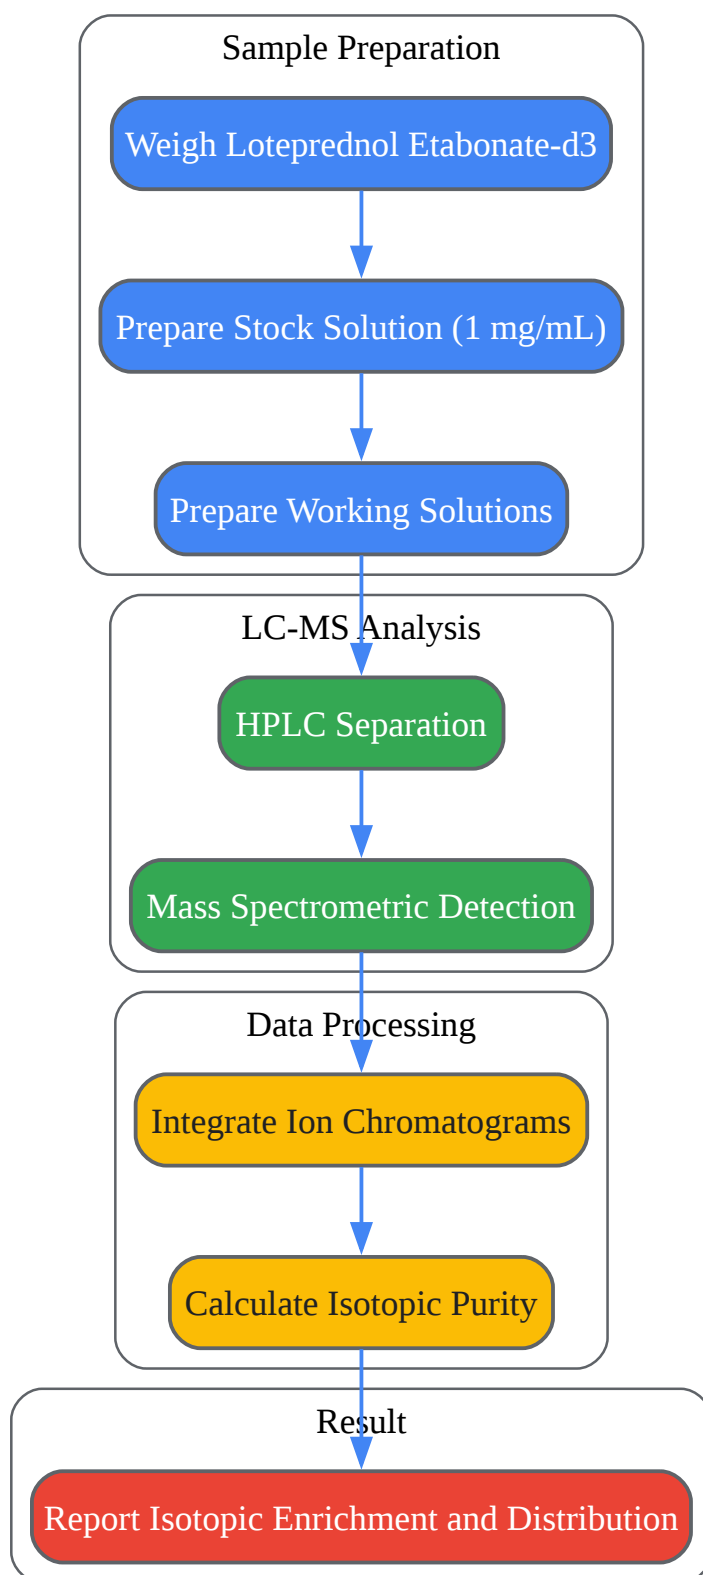 Sample Preparation
Weigh Loteprednol Etabonate-d3
Prepare Stock Solution (1 mg/mL)
Prepare Working Solutions
LC-MS Analysis
HPLC Separation
Mass Spectrometric Detection
Data Processing
Integrate Ion Chromatograms
Calculate Isotopic Purity
Result
Report Isotopic Enrichment and Distribution